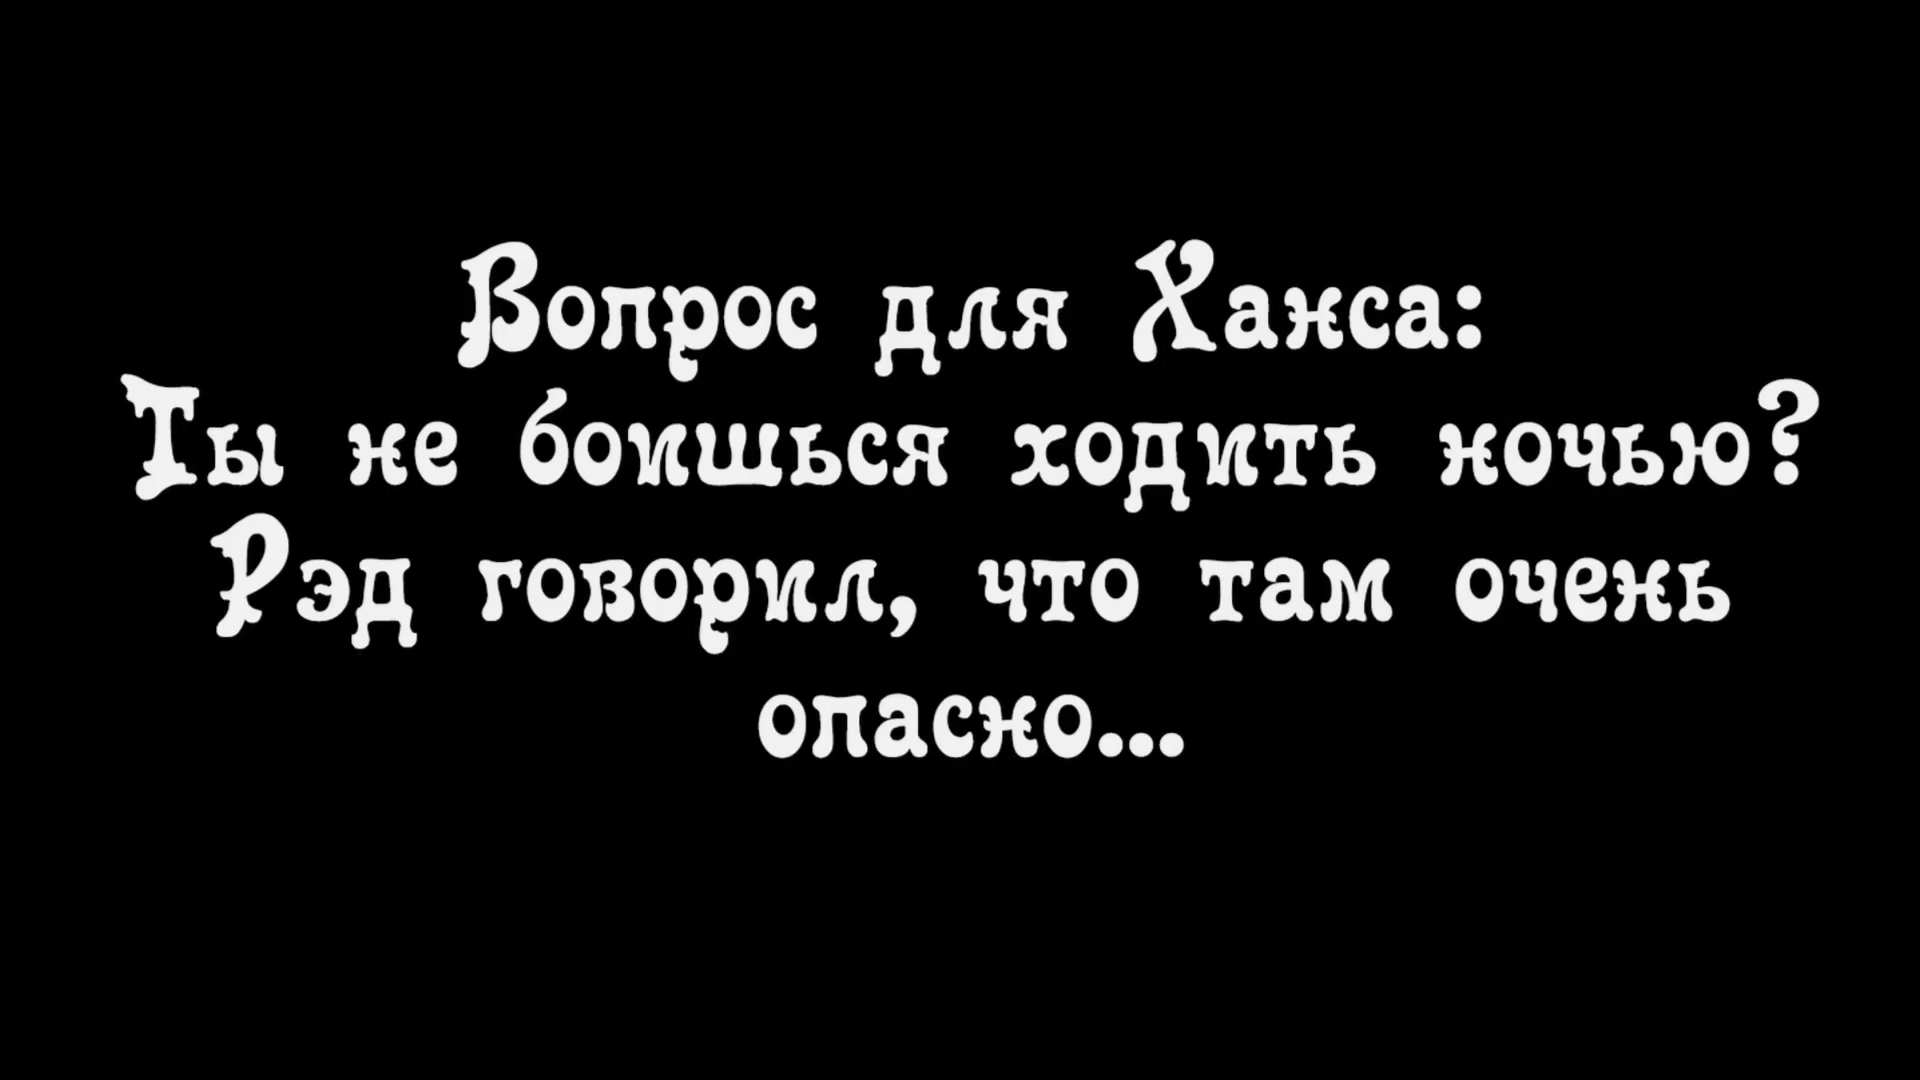 Вопрос для Ханса:
Ты не боишься ходить ночью?
Рэд говорил, что там очень
опасно...